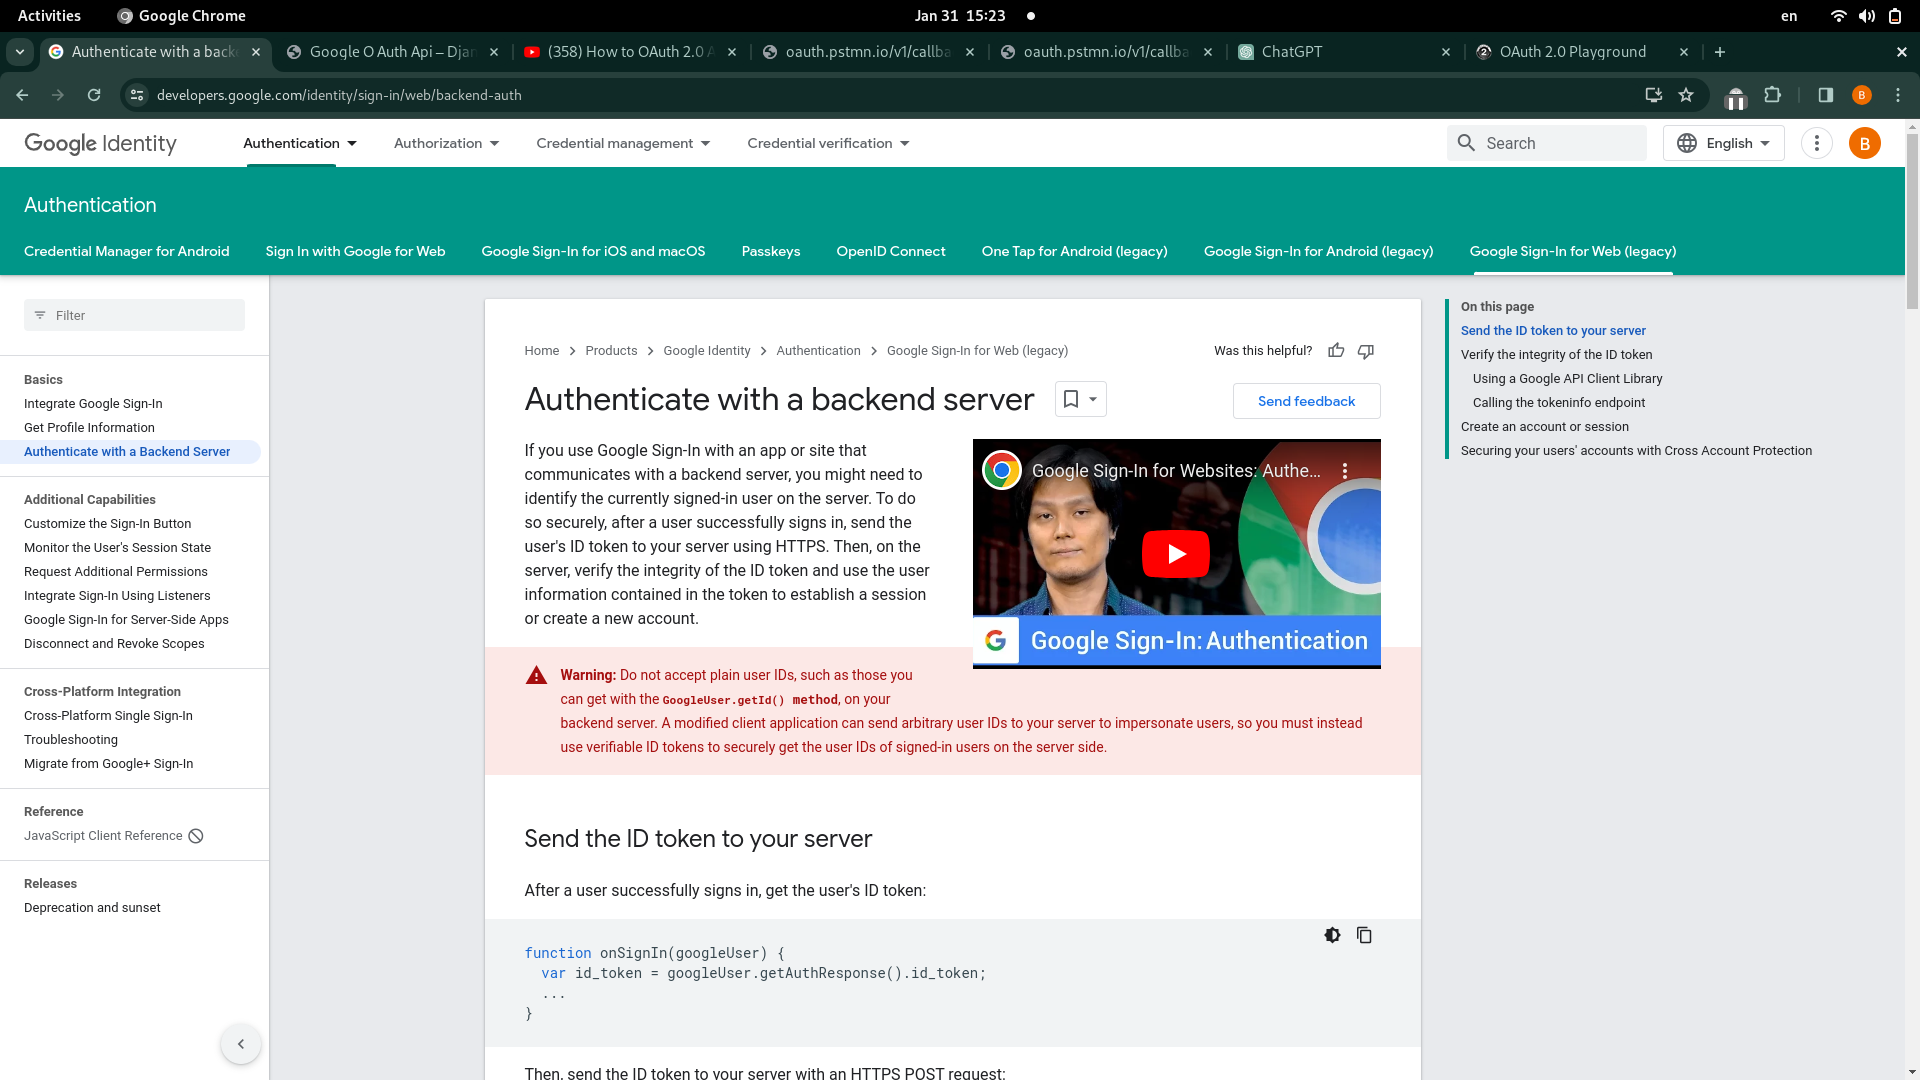 Activities
Google Chrome
Jan 31 15:23
en
Authenticate with a backe
Google O Auth Api – Djan
(358) How to OAuth 2.0 A
oauth.pstmn.io/v1/callba
oauth.pstmn.io/v1/callba
ChatGPT
OAuth 2.0 Playground
developers.google.com/identity/sign-in/web/backend-auth
B
Google Identity
Authentication
Authorization
Credential management
Credential verification
Search
English
B
Authentication
Credential Manager for Android
Sign In with Google for Web
Google Sign-In for iOS and macOS
Passkeys
OpenID Connect
One Tap for Android (legacy)
Google Sign-In for Android (legacy)
Google Sign-In for Web (legacy)
Filter
Basics
Integrate Google Sign-In
Get Profile Information
Authenticate with a Backend Server
Additional Capabilities
Customize the Sign-In Button
Monitor the User's Session State
Request Additional Permissions
Integrate Sign-In Using Listeners
Google Sign-In for Server-Side Apps
Disconnect and Revoke Scopes
Cross-Platform Integration
Cross-Platform Single Sign-In
Troubleshooting
Migrate from Google+ Sign-In
Reference
JavaScript Client Reference
Releases
Deprecation and sunset
Home
Products
Google Identity
Authentication
Google Sign-In for Web (legacy)
Was this helpful?
Authenticate with a backend server
Send feedback
If you use Google Sign-In with an app or site that
communicates with a backend server, you might need to
identify the currently signed-in user on the server. To do
so securely, after a user successfully signs in, send the
user's ID token to your server using HTTPS. Then, on the
server, verify the integrity of the ID token and use the user
information contained in the token to establish a session
or create a new account.
Google Sign-In for Websites: Authe...
Google Sign-In: Authentication
Warning: Do not accept plain user IDs, such as those you
can get with the GoogleUser.getId() method, on your
backend server. A modified client application can send arbitrary user IDs to your server to impersonate users, so you must instead
use verifiable ID tokens to securely get the user IDs of signed-in users on the server side.
Send the ID token to your server
After a user successfully signs in, get the user's ID token:
function onSignIn(googleUser) {
var id_token = googleUser.getAuthResponse().id_token;
...
}
Then, send the ID token to your server with an HTTPS POST request:
On this page
Send the ID token to your server
Verify the integrity of the ID token
Using a Google API Client Library
Calling the tokeninfo endpoint
Create an account or session
Securing your users' accounts with Cross Account Protection